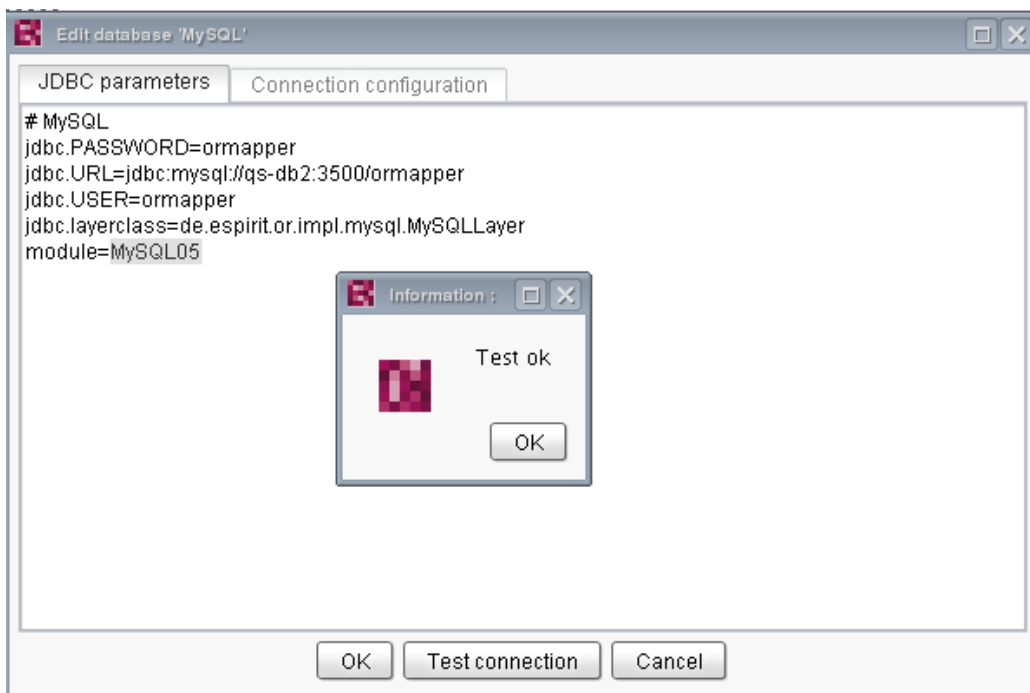 Edit database 'MySQL'
JDBC parameters
Connection configuration
# MySQL
jdbc.PASSWORD=ormapper
jdbc.URL=jdbc:mysql://qs-db2:3500/ormapper
jdbc.USER=ormapper
jdbc.layerclass=de.espirit.or.impl.mysql.MySQLLayer
module=MySQL05
Information :
Test ok
OK
OK
Test connection
Cancel